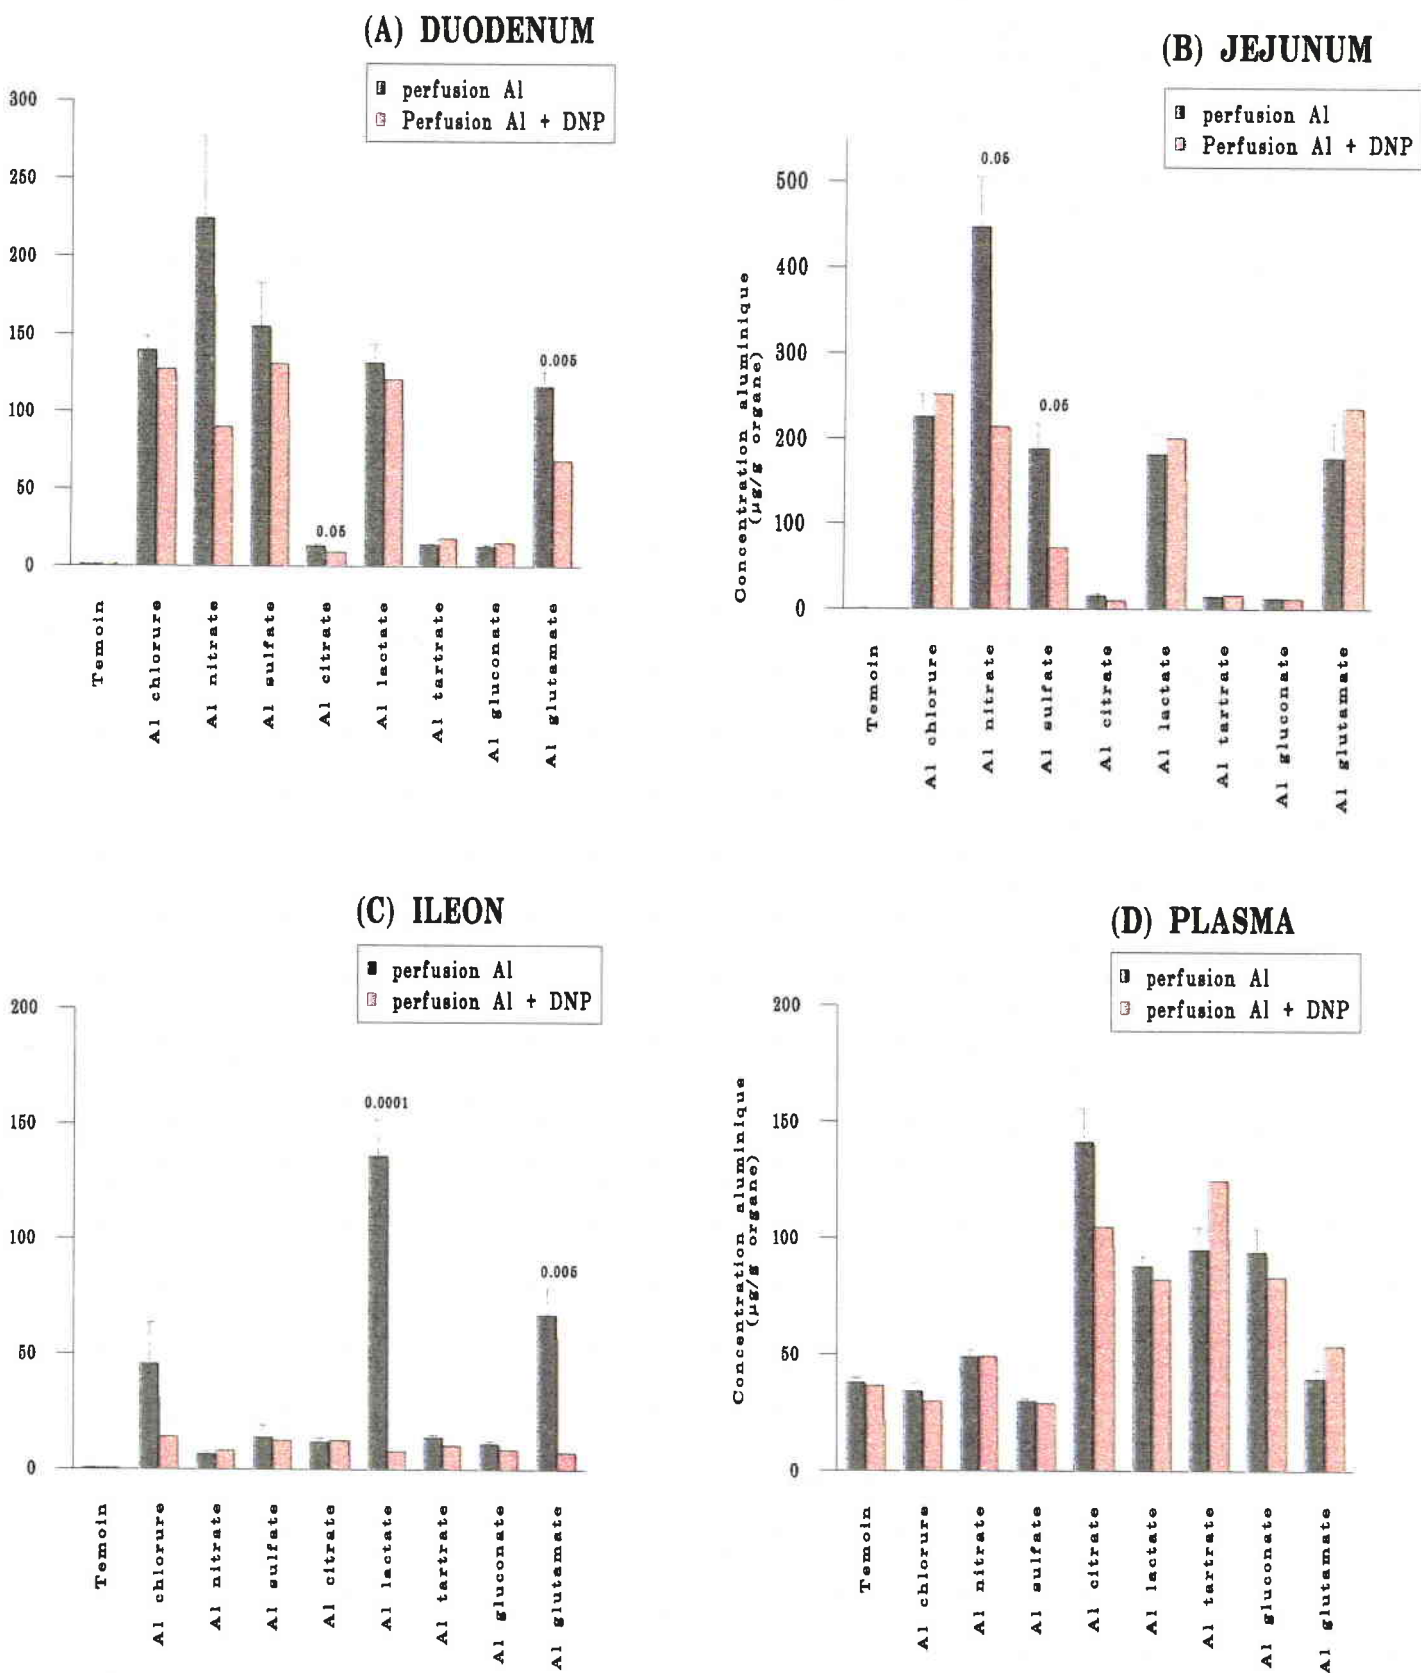 (A) DUODENUM
perfusion Al
Perfusion Al + DNP
300
250
200
150
100
50
0
0.05
0.005
Temoin
Al chlorure
Al nitrate
Al sulfate
Al citrate
Al lactate
Al tartrate
Al gluconate
Al glutamate
(B) JEJUNUM
perfusion Al
Perfusion Al + DNP
Concentration aluminique
(µg/g organe)
500
400
300
200
100
0
0.05
0.05
Temoin
Al chlorure
Al nitrate
Al sulfate
Al citrate
Al lactate
Al tartrate
Al gluconate
Al glutamate
(C) ILEON
perfusion Al
perfusion Al + DNP
200
150
100
50
0
0.0001
0.005
Temoin
Al chlorure
Al nitrate
Al sulfate
Al citrate
Al lactate
Al tartrate
Al gluconate
Al glutamate
(D) PLASMA
perfusion Al
perfusion Al + DNP
Concentration aluminique
(µg/g organe)
200
150
100
50
0
Temoin
Al chlorure
Al nitrate
Al sulfate
Al citrate
Al lactate
Al tartrate
Al gluconate
Al glutamate